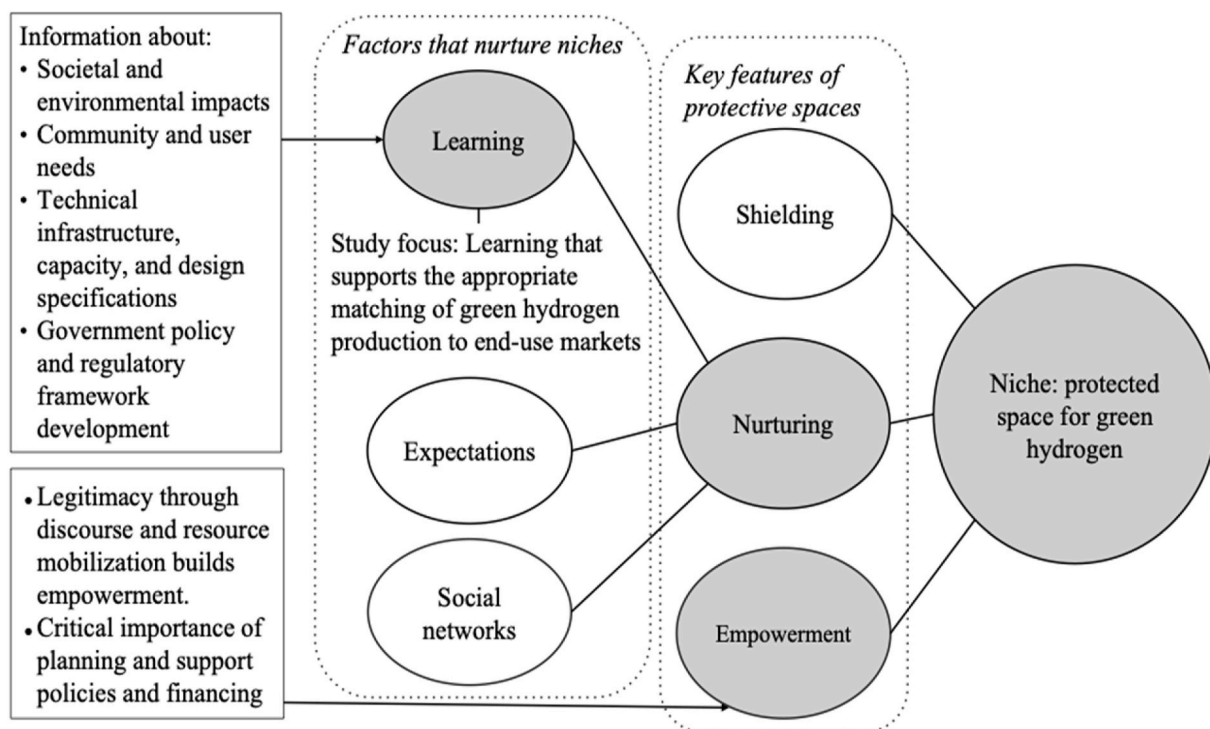 Information about:
• Societal and
environmental impacts
• Community and user
needs
• Technical
infrastructure,
capacity, and design
specifications
• Government policy
and regulatory
framework
development
• Legitimacy through
discourse and resource
mobilization builds
empowerment.
• Critical importance of
planning and support
policies and financing
Factors that nurture niches
Learning
Study focus: Learning that
supports the appropriate
matching of green hydrogen
production to end-use markets
Expectations
Social
networks
Key features of
protective spaces
Shielding
Nurturing
Empowerment
Niche: protected
space for green
hydrogen